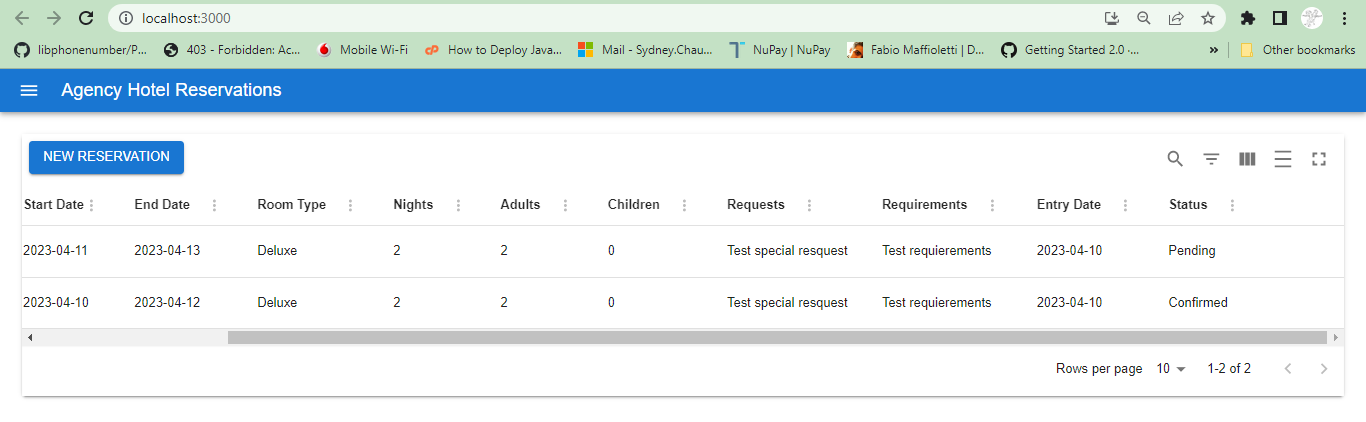 localhost:3000
libphonenumber/P... 403 - Forbidden: Ac... Mobile Wi-Fi How to Deploy Java... Mail - Sydney.Chau... NuPay | NuPay Fabio Maffioletti | D... Getting Started 2.0 ·... » Other bookmarks
Agency Hotel Reservations
NEW RESERVATION
Start Date End Date Room Type Nights Adults Children Requests Requirements Entry Date Status
2023-04-11 2023-04-13 Deluxe 2 2 0 Test special resquest Test requierements 2023-04-10 Pending
2023-04-10 2023-04-12 Deluxe 2 2 0 Test special resquest Test requierements 2023-04-10 Confirmed
Rows per page 10 1-2 of 2